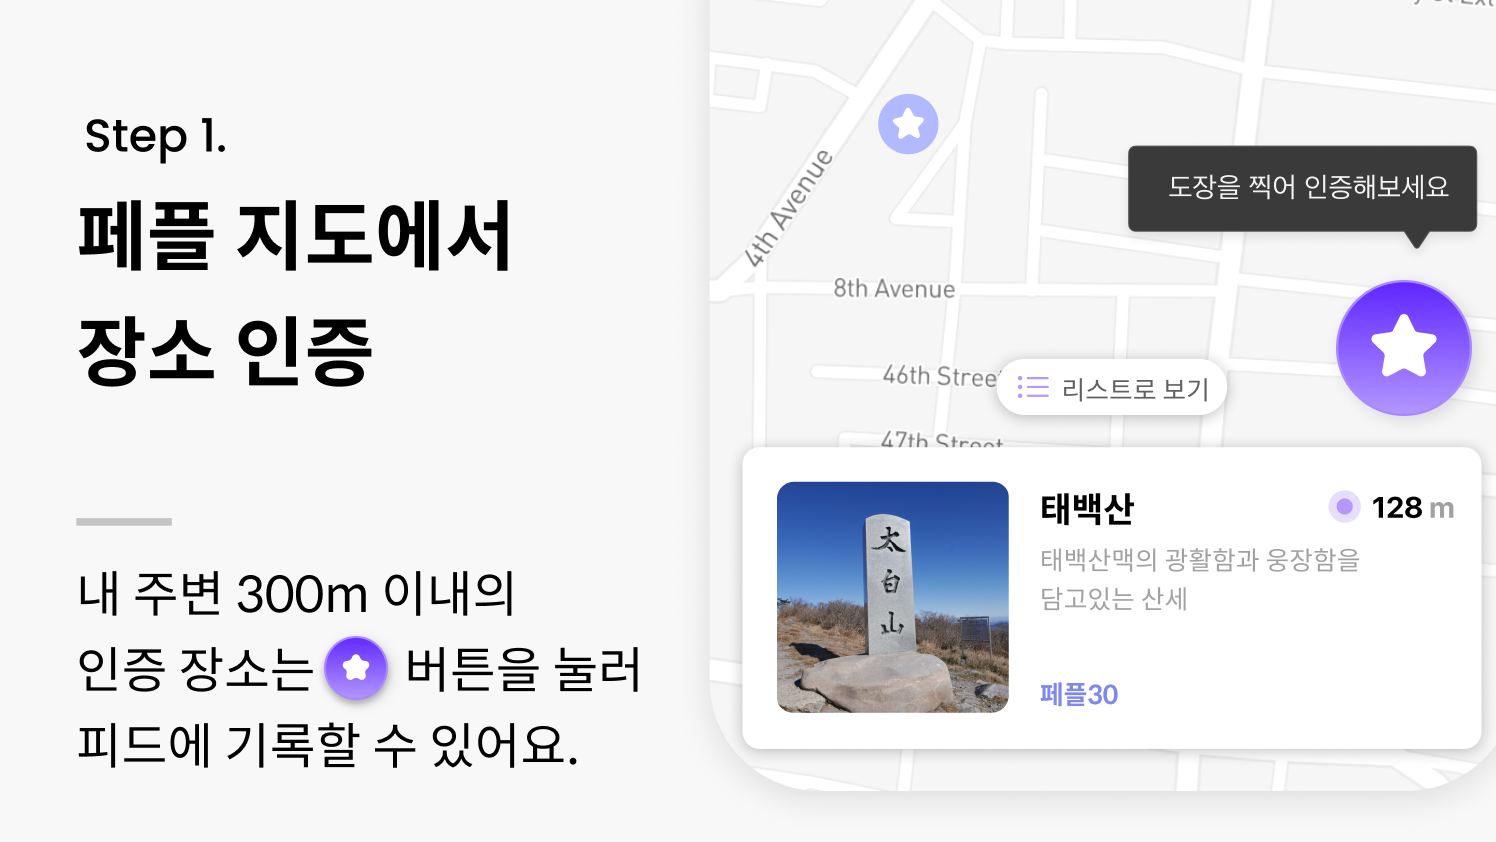 Step 1.
페플 지도에서
장소 인증
내 주변 300m 이내의
인증 장소는 버튼을 눌러
피드에 기록할 수 있어요.
4th Avenue
도장을 찍어 인증해보세요
8th Avenue
46th Stree
리스트로 보기
47th Street
태백산
128 m
태백산맥의 광활함과 웅장함을
담고있는 산세
페플30
太
白
山